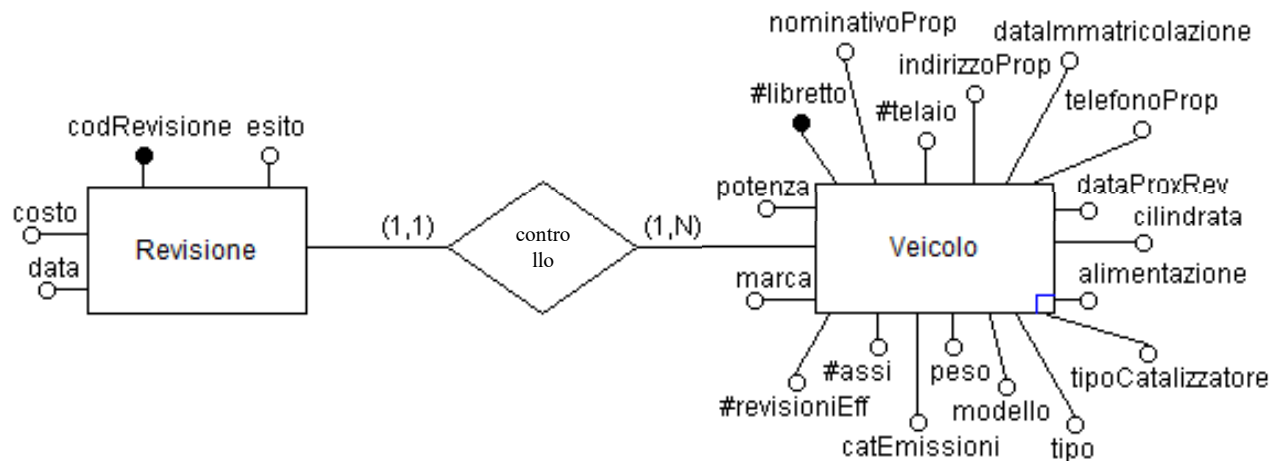 nominativoProp
dataImmatricolazione
indirizzoProp
#libretto
#telaio
telefonoProp
codRevisione esito
potenza
dataProxRev
costo
(1,1)
contro
llo
(1,N)
cilindrata
Revisione
Veicolo
data
marca
alimentazione
#assi
peso
tipoCatalizzatore
#revisioniEff
modello
catEmissioni
tipo